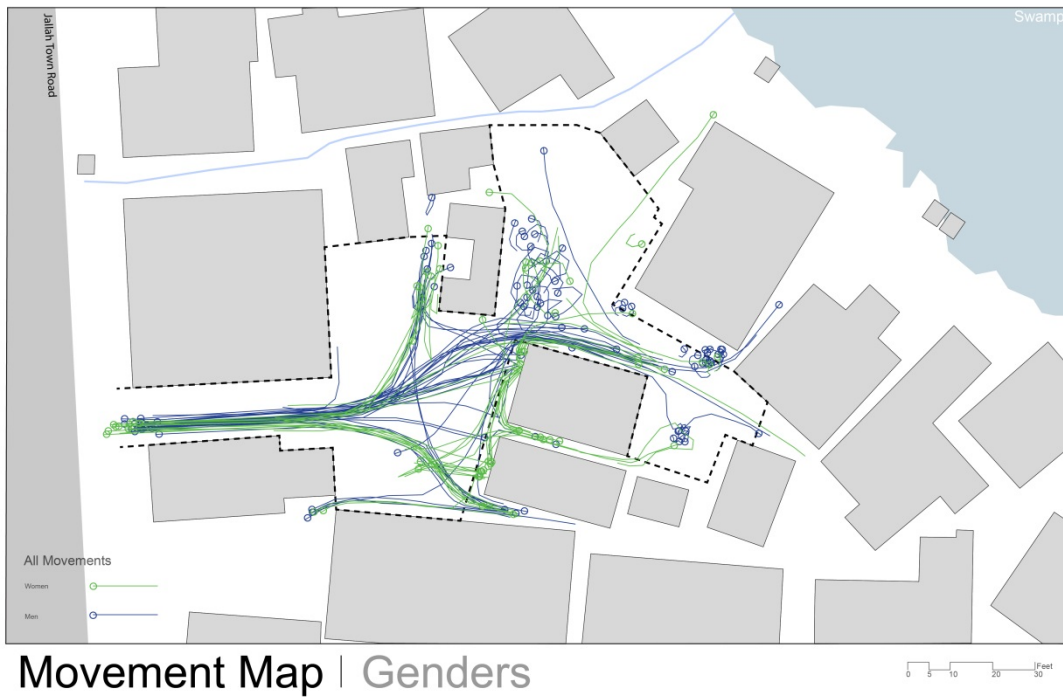 Swamp
Jallah Town Road
All Movements
Women
Men
Movement Map | Genders
Feet
0 5 10 20 30